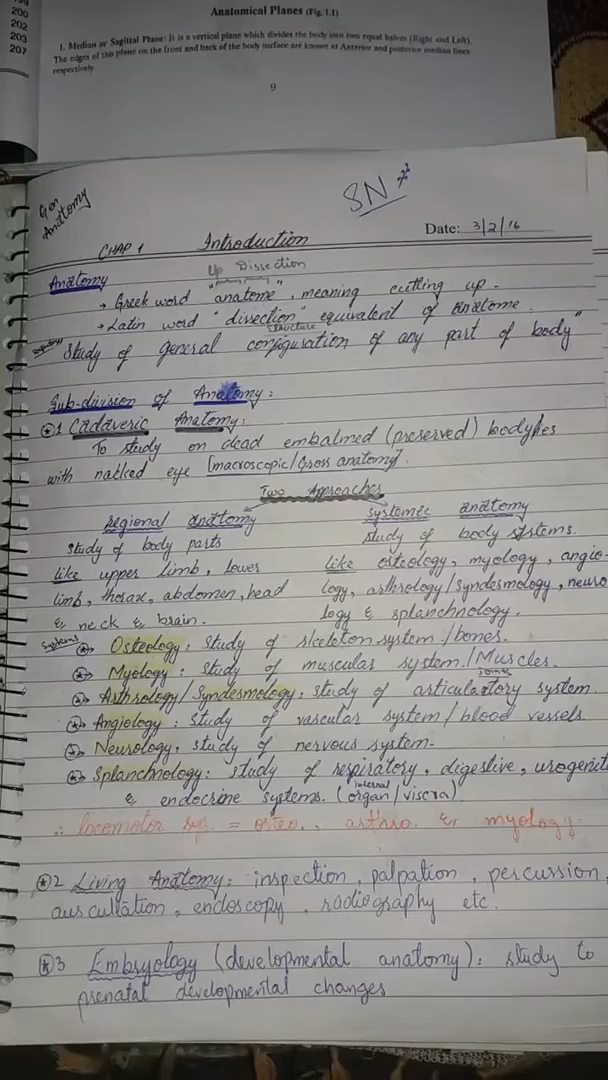 200
202
203
207
Anatomical Planes (Fig. 1.1)
1. Median or Sagittal Plane: It is a vertical plane which divides the body into two equal halves (Right and Left).
The edges of this plane on the front and back of the body surface are known at Anterior and posterior median lines
respectively
9
Gen
Anatomy
SN
Date: 3/2/16
CHAP 1 Introduction
Up Dissection
Anatomy
→ Greek word "anatome", meaning cutting up.
→ Latin word "dissection" equivalent of anatome
structure
"Study of general configuration of any part of body"
Sub-division of Anatomy:
1 Cadaveric Anatomy:
To study on dead embalmed (preserved) bodyies
with natked eye [macroscopic/Gross anatomy].
Two Approaches
regional anatomy
study of body parts
like upper limb, lower
limb, thorax, abdomen, head
& neck & brain.
systemic anatomy
study of body systems.
like osteology, myology, angio-
logy, arthrology/Syndesmology, neuro
logy & splanchnology.
Systems
Osteology: Study of skeleton system/bones.
Myology: Study of muscular system./Muscles
joints
Arthrology/Syndesmology: study of articulatory system
Angiology: Study of vascular system/blood vessels
Neurology: study of nervous system.
Splanchnology: study of respiratory, digestive, urogenit
& endocrine systems. (internal organ/viscra)
∴ locomotor sys. = osteo., arthro. & myology.
2 Living Anatomy: inspection, palpation, percussion,
auscultation, endoscopy, radiography etc.
3 Embryology (developmental anatomy): study to
prenatal developmental changes